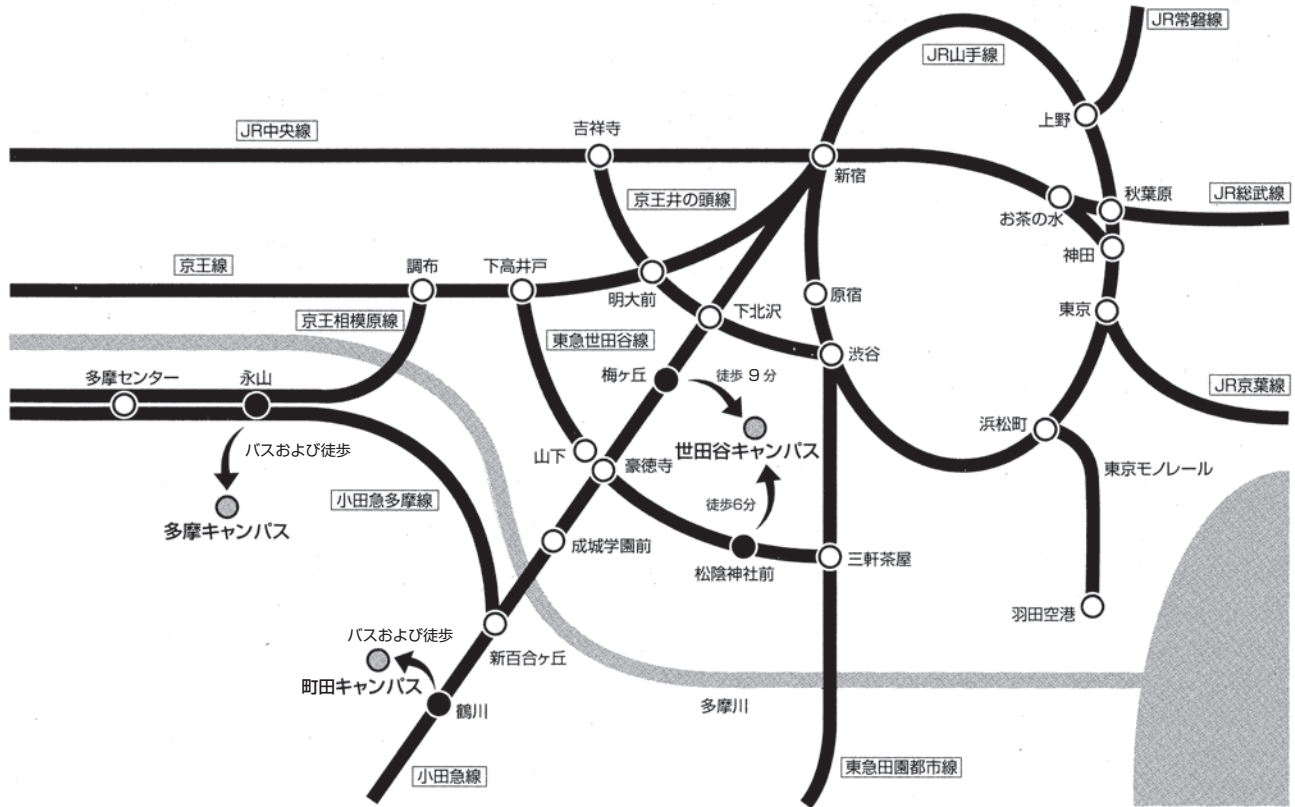 JR常磐線
JR山手線
上野
JR中央線
吉祥寺
新宿
京王井の頭線
お茶の水
秋葉原
JR総武線
神田
京王線
調布
下高井戸
明大前
下北沢
原宿
東京
京王相模原線
東急世田谷線
渋谷
多摩センター
永山
梅ヶ丘
徒歩 9 分
JR京葉線
浜松町
世田谷キャンパス
バスおよび徒歩
山下
豪徳寺
東京モノレール
小田急多摩線
徒歩6分
多摩キャンパス
成城学園前
松陰神社前
三軒茶屋
羽田空港
バスおよび徒歩
新百合ヶ丘
町田キャンパス
鶴川
多摩川
小田急線
東急田園都市線